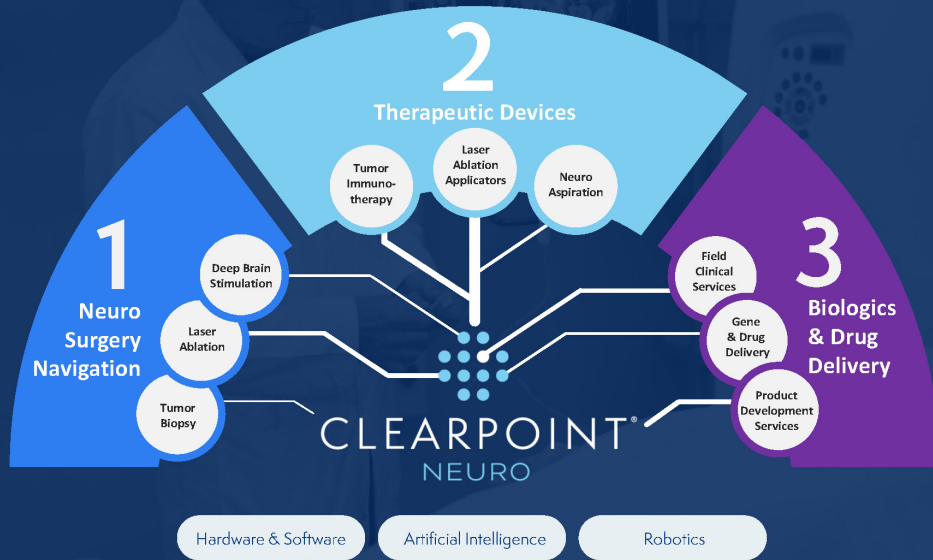 2
Therapeutic Devices
Tumor
Immuno-
therapy
Laser
Ablation
Applicators
Neuro
Aspiration
1
Neuro
Surgery
Navigation
Deep Brain
Stimulation
Laser
Ablation
Tumor
Biopsy
3
Biologics
& Drug
Delivery
Field
Clinical
Services
Gene
& Drug
Delivery
Product
Development
Services
CLEARPOINT®
NEURO
Hardware & Software
Artificial Intelligence
Robotics